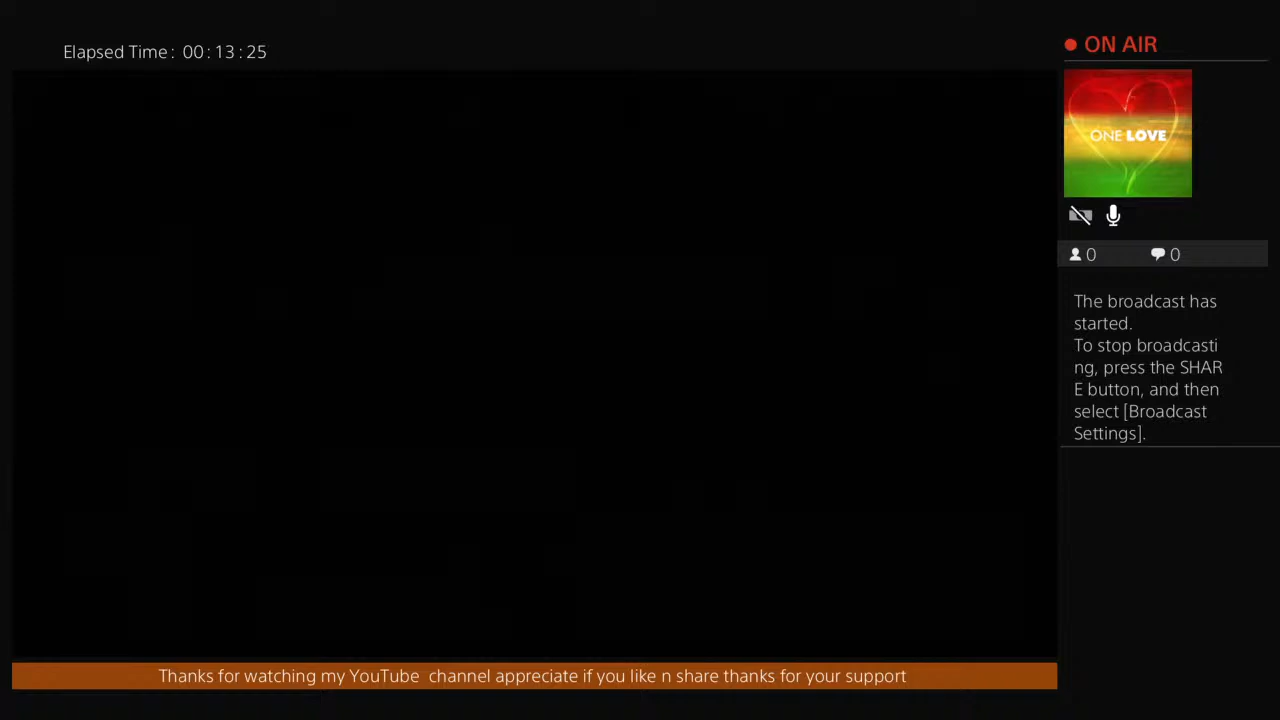 Elapsed Time: 00:13:25
ON AIR
ONE LOVE
0
0
The broadcast has
started.
To stop broadcasti
ng, press the SHAR
E button, and then
select [Broadcast
Settings].
Thanks for watching my YouTube  channel appreciate if you like n share thanks for your support